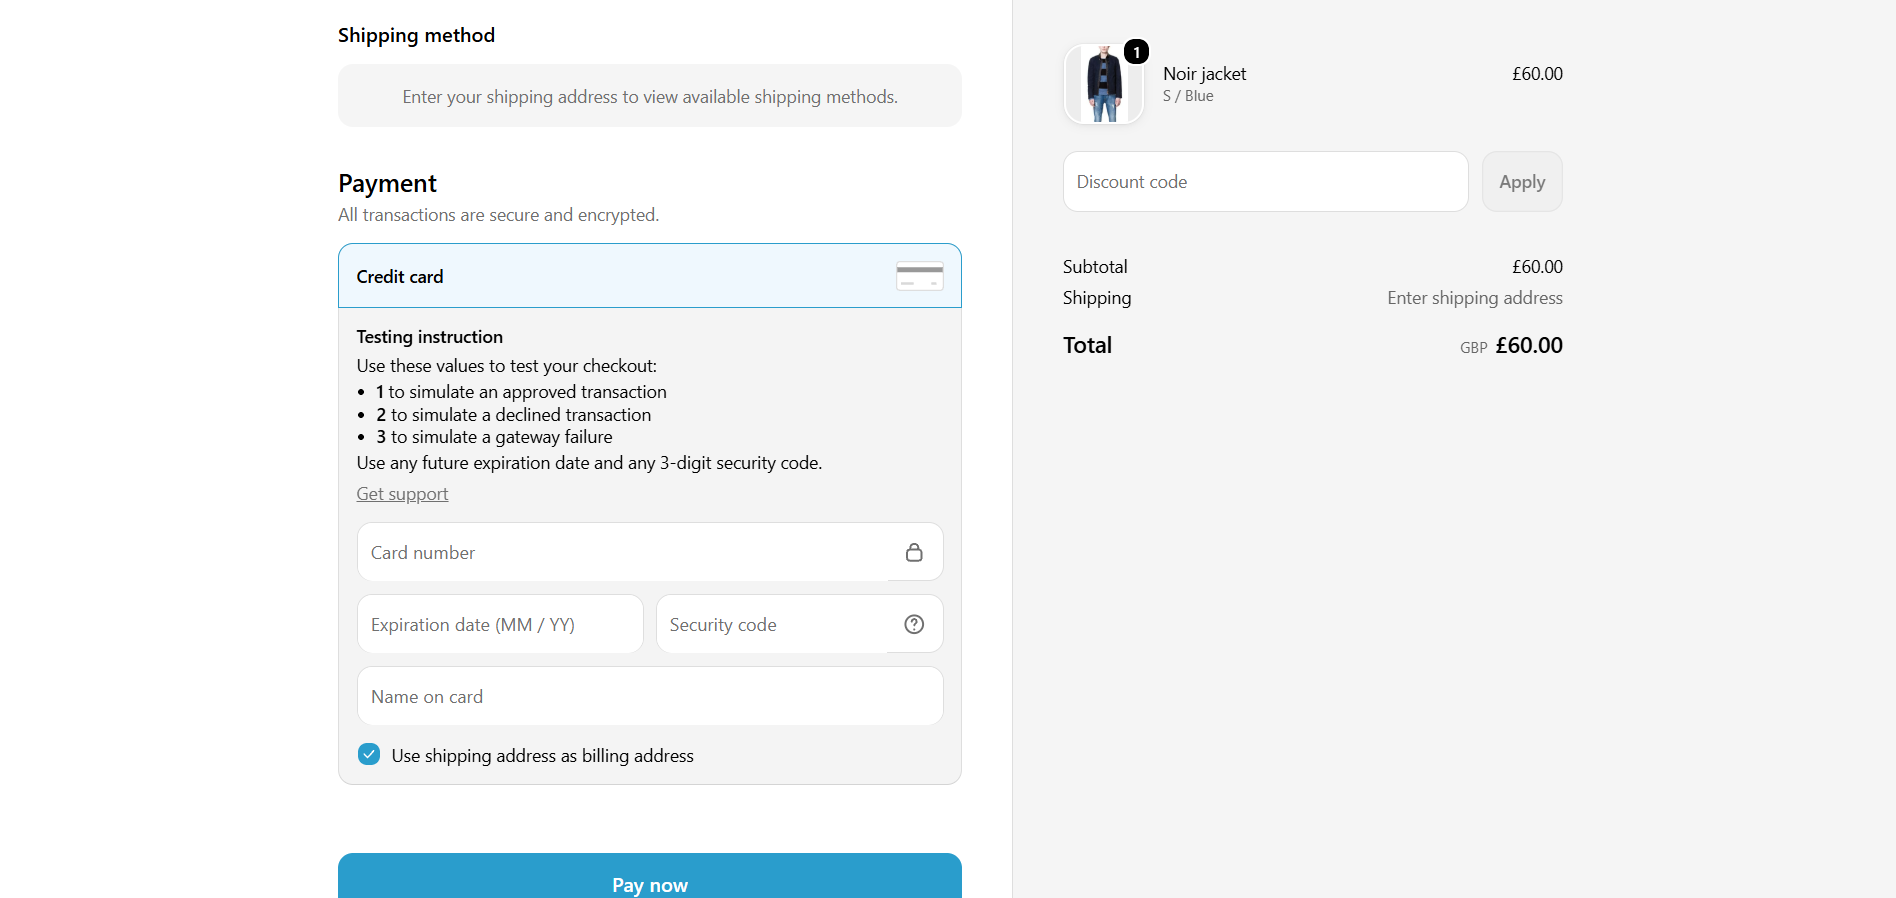 Shipping method
Enter your shipping address to view available shipping methods.
Payment
All transactions are secure and encrypted.
Credit card
Testing instruction
Use these values to test your checkout:
• 1 to simulate an approved transaction
• 2 to simulate a declined transaction
• 3 to simulate a gateway failure
Use any future expiration date and any 3-digit security code.
Get support
Card number
Expiration date (MM / YY)
Security code
Name on card
Use shipping address as billing address
Pay now
1
Noir jacket
£60.00
S / Blue
Discount code
Apply
Subtotal
£60.00
Shipping
Enter shipping address
Total
GBP £60.00